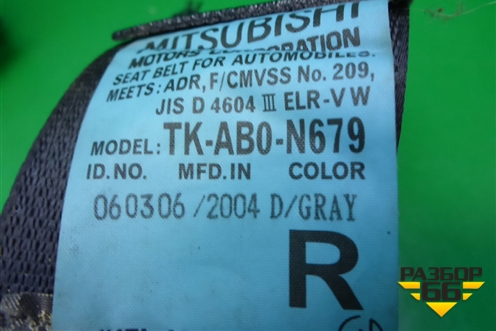 MITSUBISHI
MOTORS CORPORATION
SEAT BELT FOR AUTOMOBILES.
MEETS: ADR, F/CMVSS No. 209,
JIS D 4604 III ELR-V W
MODEL: TK-AB0-N679
ID.NO. MFD.IN COLOR
060306/2004 D/GRAY
R
РАЗБОР
66